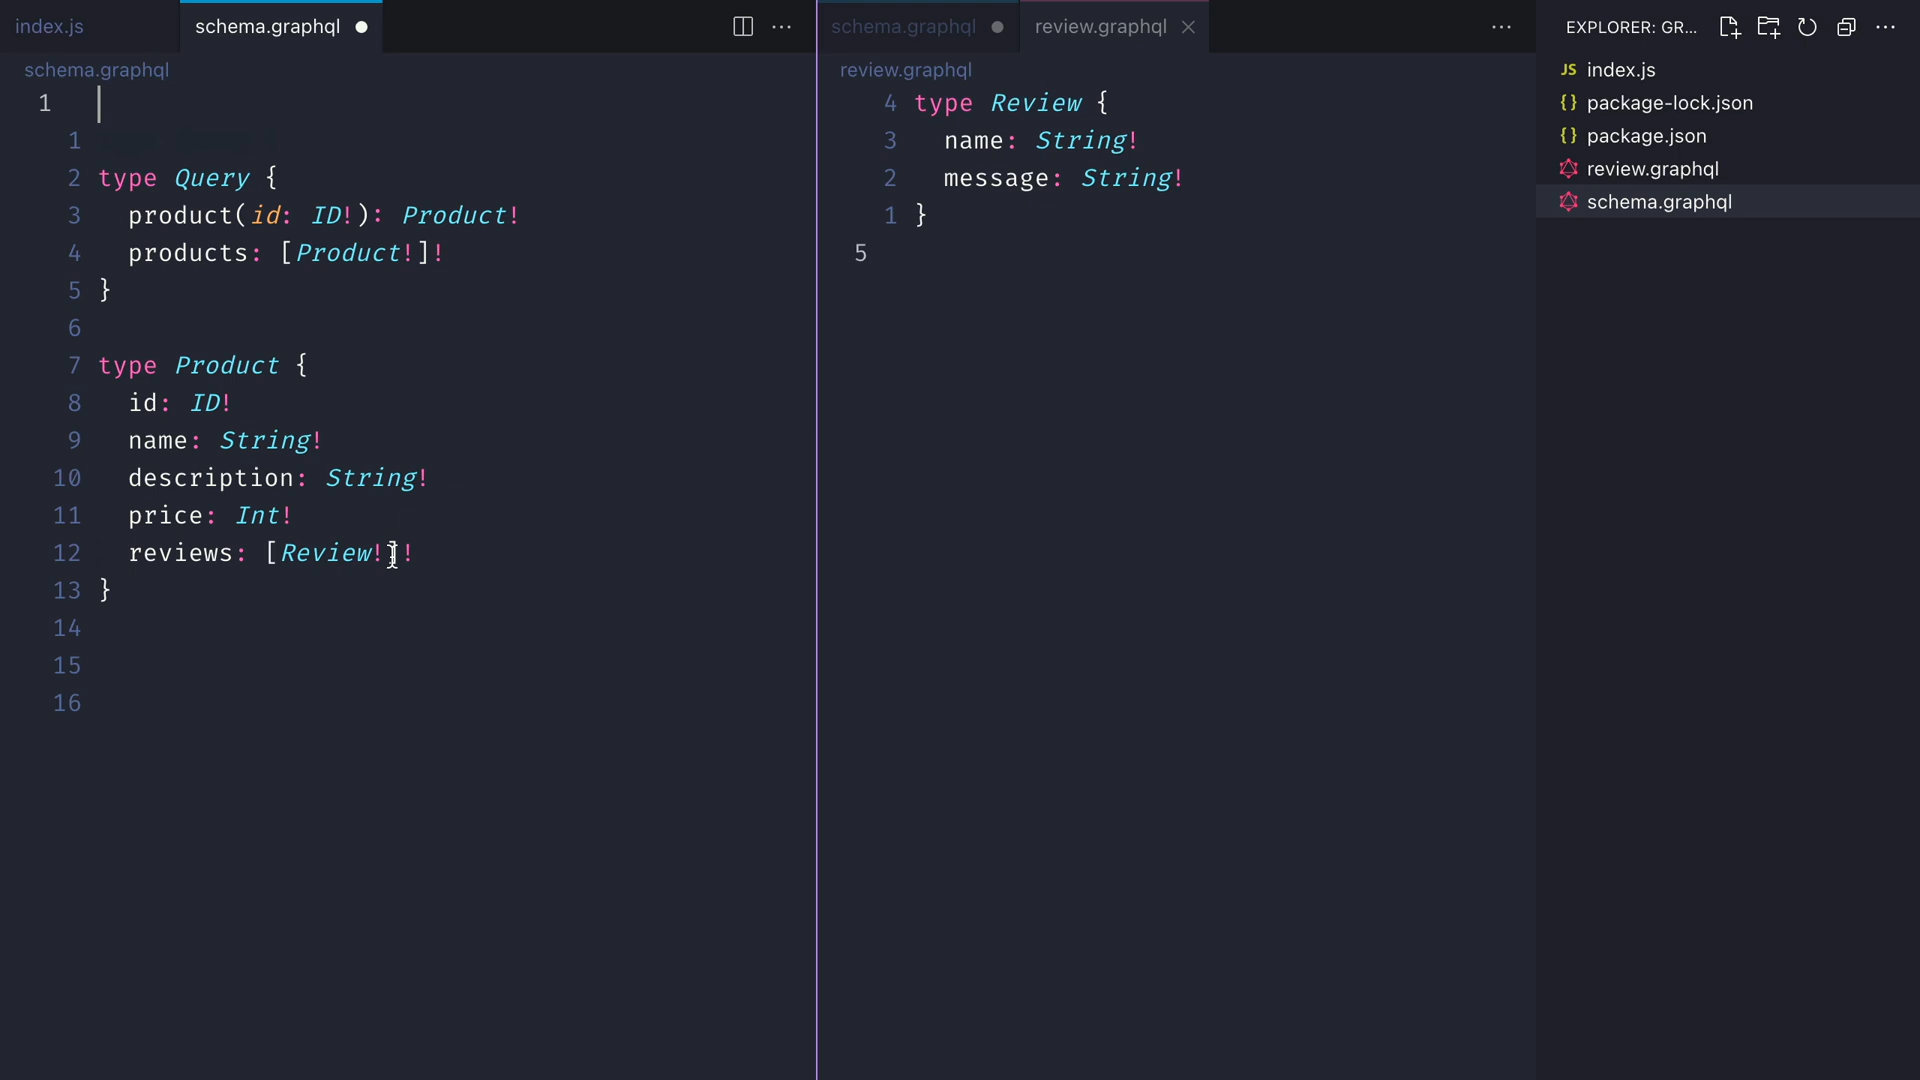 index.js
schema.graphql
schema.graphql
1
1
2 type Query {
3 product(id: ID!): Product!
4 products: [Product!]!
5 }
6
7 type Product {
8 id: ID!
9 name: String!
10 description: String!
11 price: Int!
12 reviews: [Review!]!
13 }
14
15
16
schema.graphql
review.graphql
review.graphql
4 type Review {
3 name: String!
2 message: String!
1 }
5
EXPLORER: GR...
JS index.js
{} package-lock.json
{} package.json
review.graphql
schema.graphql